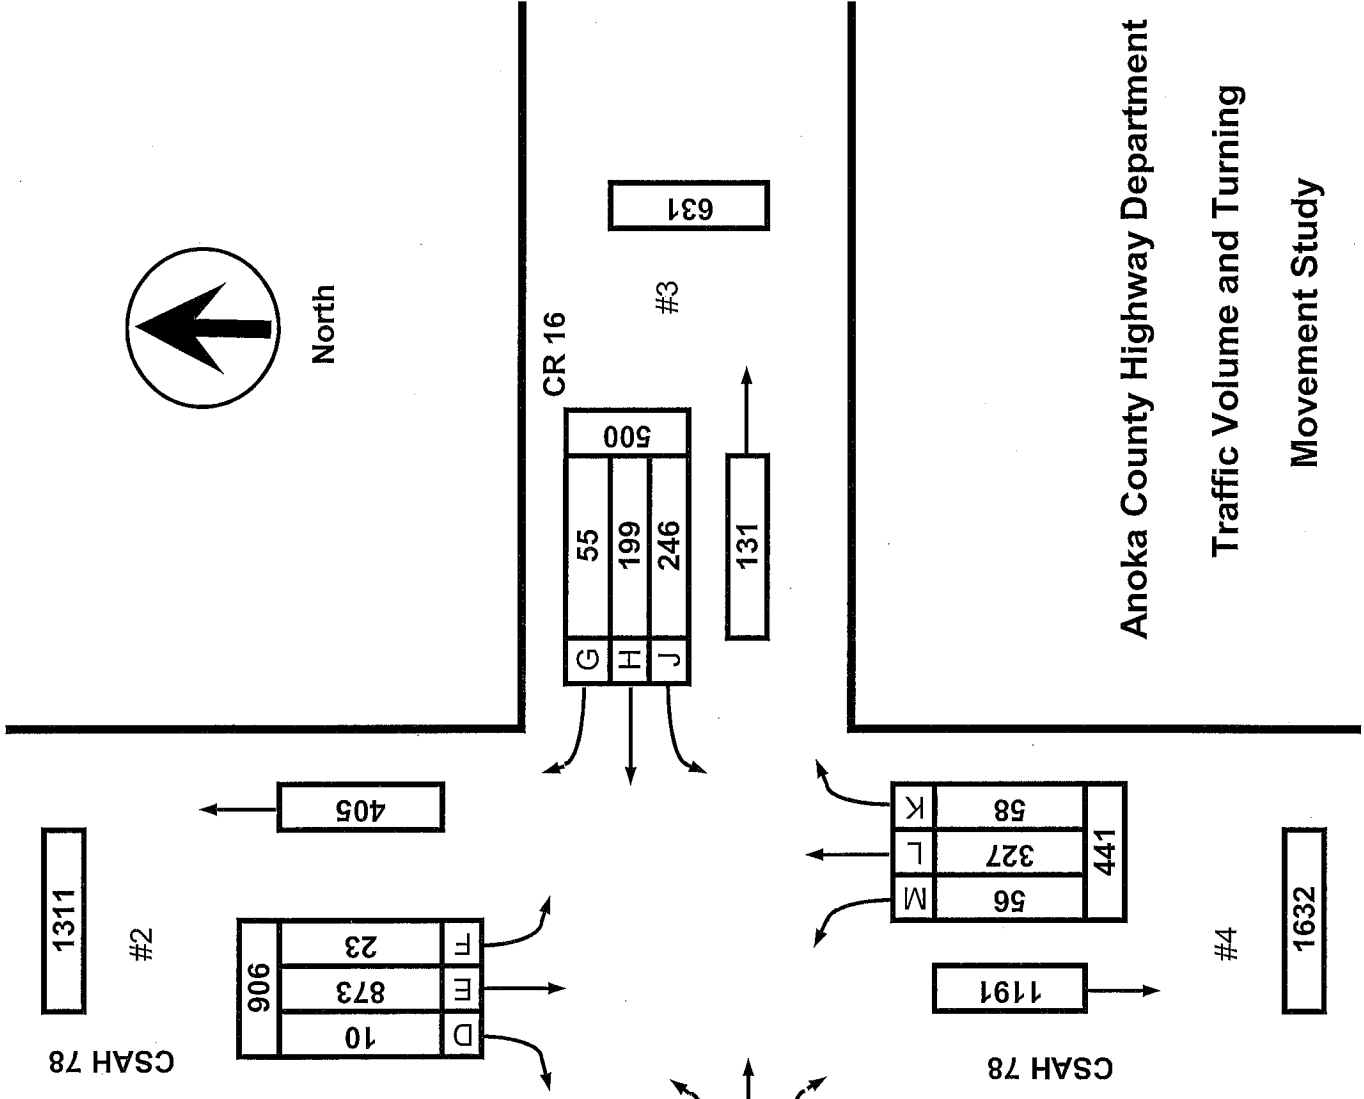 Anoka County Highway Department
Traffic Volume and Turning
Movement Study
North
CR 16
#3
631
500
G 55
H 199
J 246
131
405
1311
#2
906
F 23
E 873
D 10
CSAH 78
K 58
L 327
M 56
441
1191
#4
1632
CSAH 78